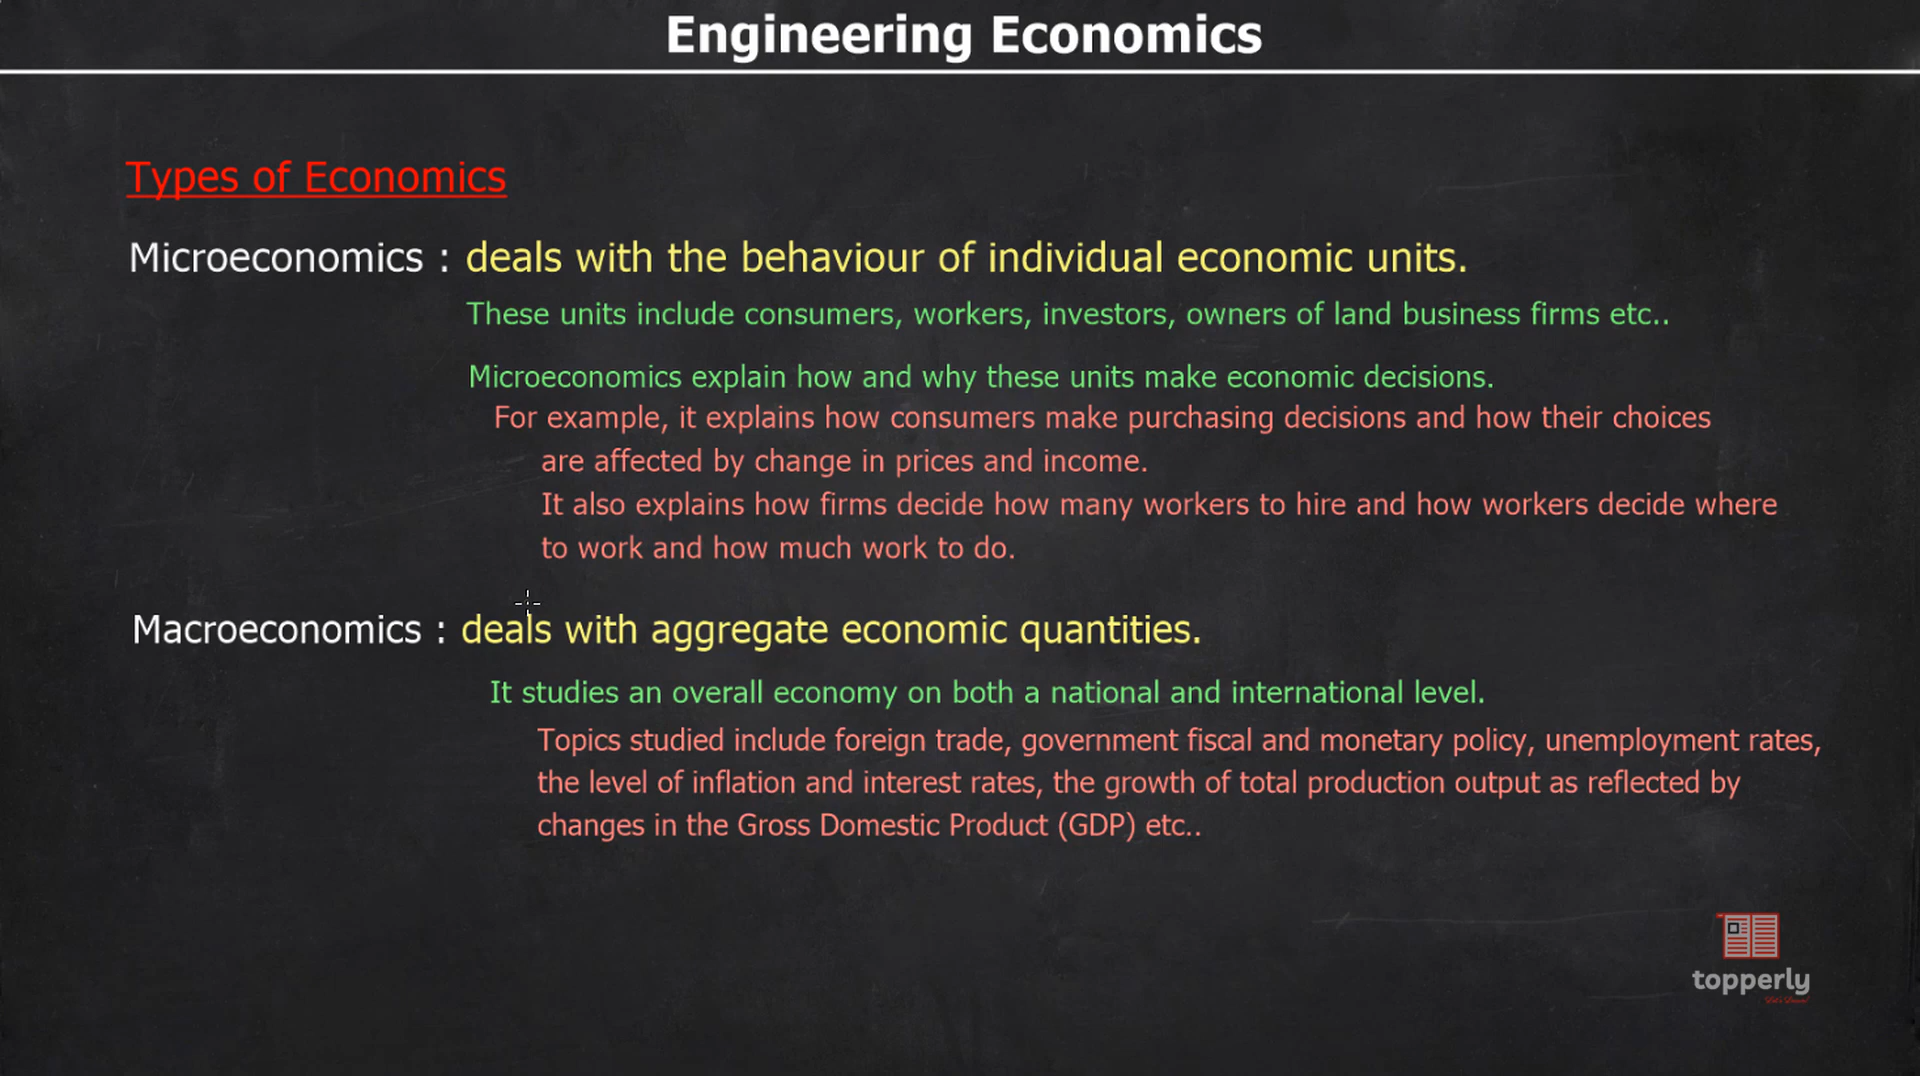 Engineering Economics
Types of Economics
Microeconomics : deals with the behaviour of individual economic units.
These units include consumers, workers, investors, owners of land business firms etc..
Microeconomics explain how and why these units make economic decisions.
For example, it explains how consumers make purchasing decisions and how their choices
are affected by change in prices and income.
It also explains how firms decide how many workers to hire and how workers decide where
to work and how much work to do.
Macroeconomics : deals with aggregate economic quantities.
It studies an overall economy on both a national and international level.
Topics studied include foreign trade, government fiscal and monetary policy, unemployment rates,
the level of inflation and interest rates, the growth of total production output as reflected by
changes in the Gross Domestic Product (GDP) etc..
topperly